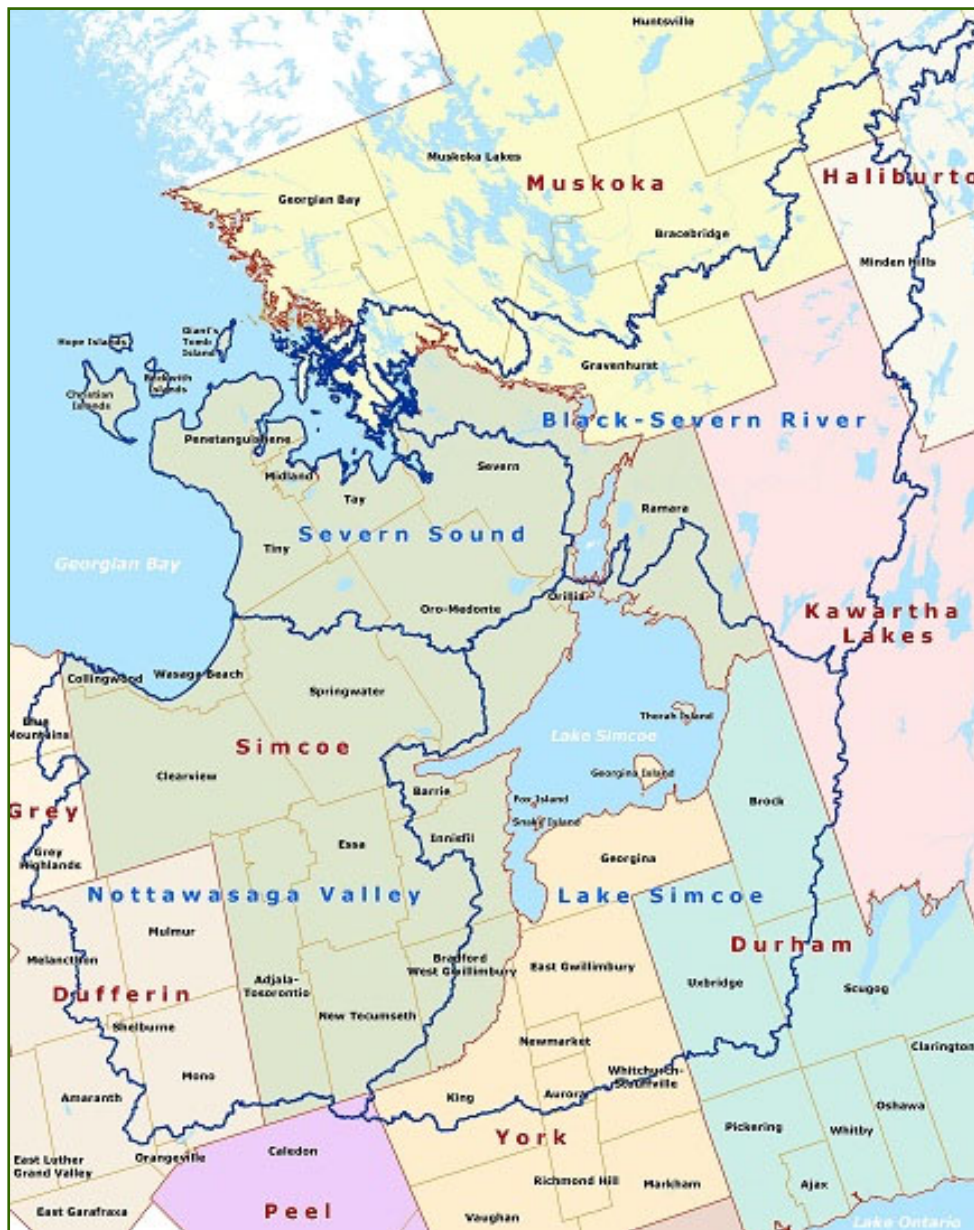 Huntsville
Muskoka Lakes
Muskoka
Haliburto
Georgian Bay
Bracebridge
Minden Hills
Hope Islands
Giant's
Tomb
Island
Beckwith
Islands
Christian
Islands
Gravenhurst
Black-Severn River
Penetanguishene
Midland
Severn
Tay
Ramara
Severn Sound
Tiny
Georgian Bay
Orillia
Oro-Medonte
Kawartha
Lakes
Collingwood
Wasaga Beach
Springwater
Thorah Island
Blue
Mountains
Simcoe
Lake Simcoe
Clearview
Georgina Island
Barrie
Fox Island
Brock
Grey
Snake Island
Innisfil
Essa
Grey
Highlands
Georgina
Nottawasaga Valley
Lake Simcoe
Mulmur
Durham
Melancthon
Bradford
West Gwillimbury
East Gwillimbury
Adjala-
Tosorontio
Uxbridge
Scugog
Dufferin
New Tecumseth
Shelburne
Newmarket
Clarington
Mono
Whitchurch-
Stouffville
Amaranth
King
Aurora
Oshawa
York
Pickering
Whitby
Caledon
Orangeville
East Luther
Grand Valley
Richmond Hill
Markham
Ajax
East Garafraxa
Peel
Vaughan
Lake Ontario